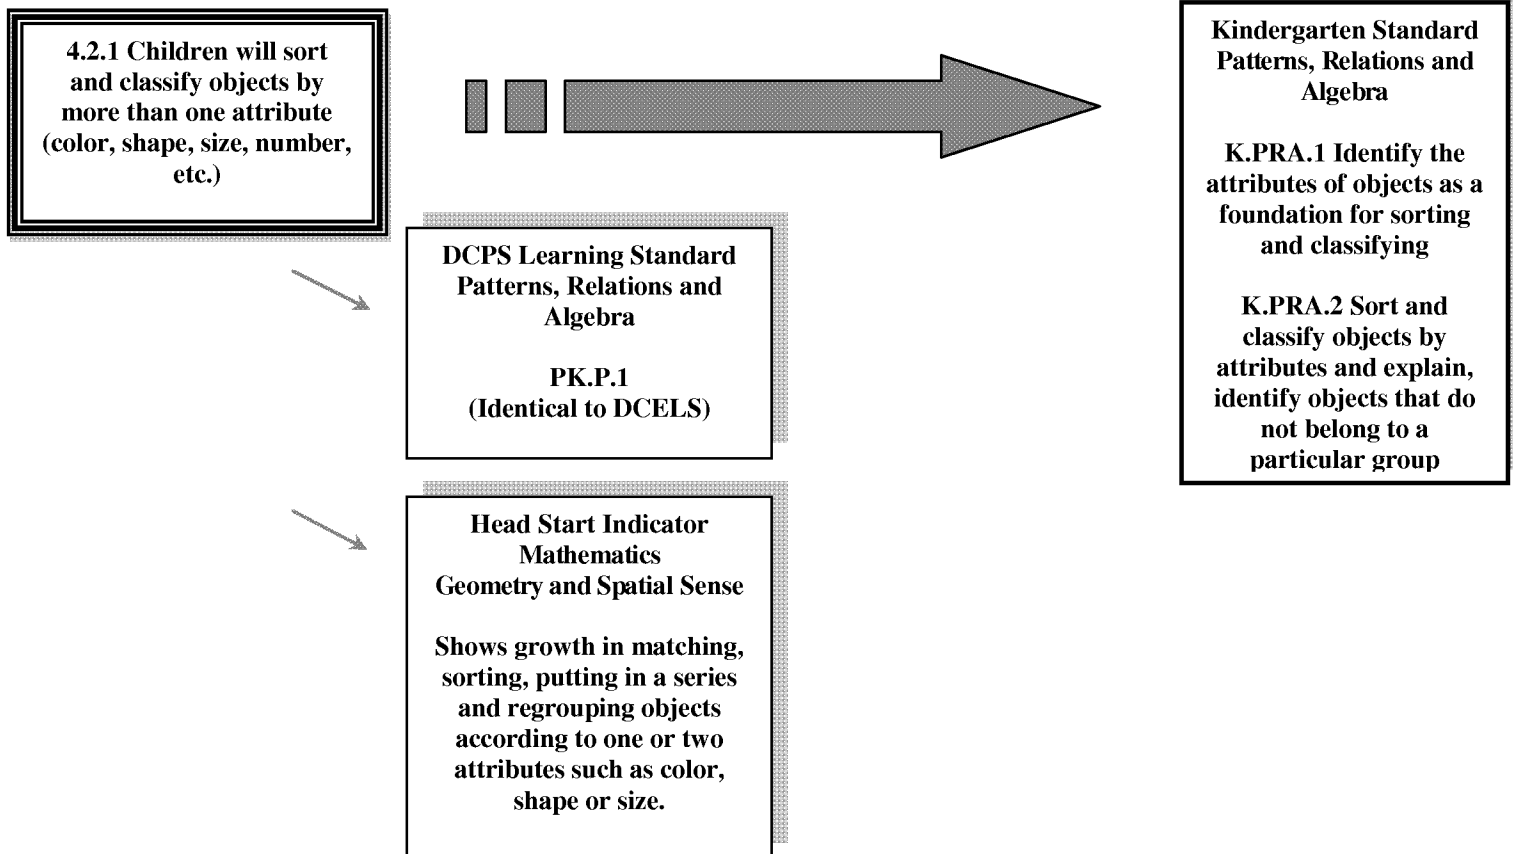 4.2.1 Children will sort
and classify objects by
more than one attribute
(color, shape, size, number,
etc.)
Kindergarten Standard
Patterns, Relations and
Algebra
K.PRA.1 Identify the
attributes of objects as a
foundation for sorting
and classifying
K.PRA.2 Sort and
classify objects by
attributes and explain,
identify objects that do
not belong to a
particular group
DCPS Learning Standard
Patterns, Relations and
Algebra
PK.P.1
(Identical to DCELS)
Head Start Indicator
Mathematics
Geometry and Spatial Sense
Shows growth in matching,
sorting, putting in a series
and regrouping objects
according to one or two
attributes such as color,
shape or size.